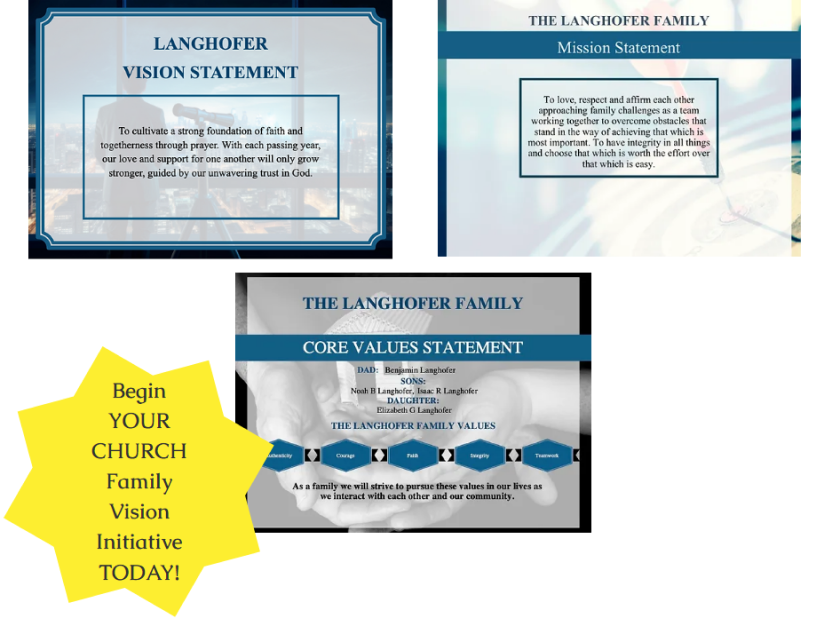 LANGHOFER
VISION STATEMENT
To cultivate a strong foundation of faith and
togetherness through prayer. With each passing year,
our love and support for one another will only grow
stronger, guided by our unwavering trust in God.
THE LANGHOFER FAMILY
Mission Statement
To love, respect and affirm each other
approaching family challenges as a team
working together to overcome obstacles that
stand in the way of achieving that which is
most important. To have integrity in all things
and choose that which is worth the effort over
that which is easy.
THE LANGHOFER FAMILY
CORE VALUES STATEMENT
DAD: Benjamin Langhofer
SONS:
Noah B Langhofer, Isaac R Langhofer
DAUGHTER:
Elizabeth G Langhofer
THE LANGHOFER FAMILY VALUES
Courage Faith Integrity Teamwork
As a family we will strive to pursue these values in our lives as
we interact with each other and our community.
Begin
YOUR
CHURCH
Family
Vision
Initiative
TODAY!